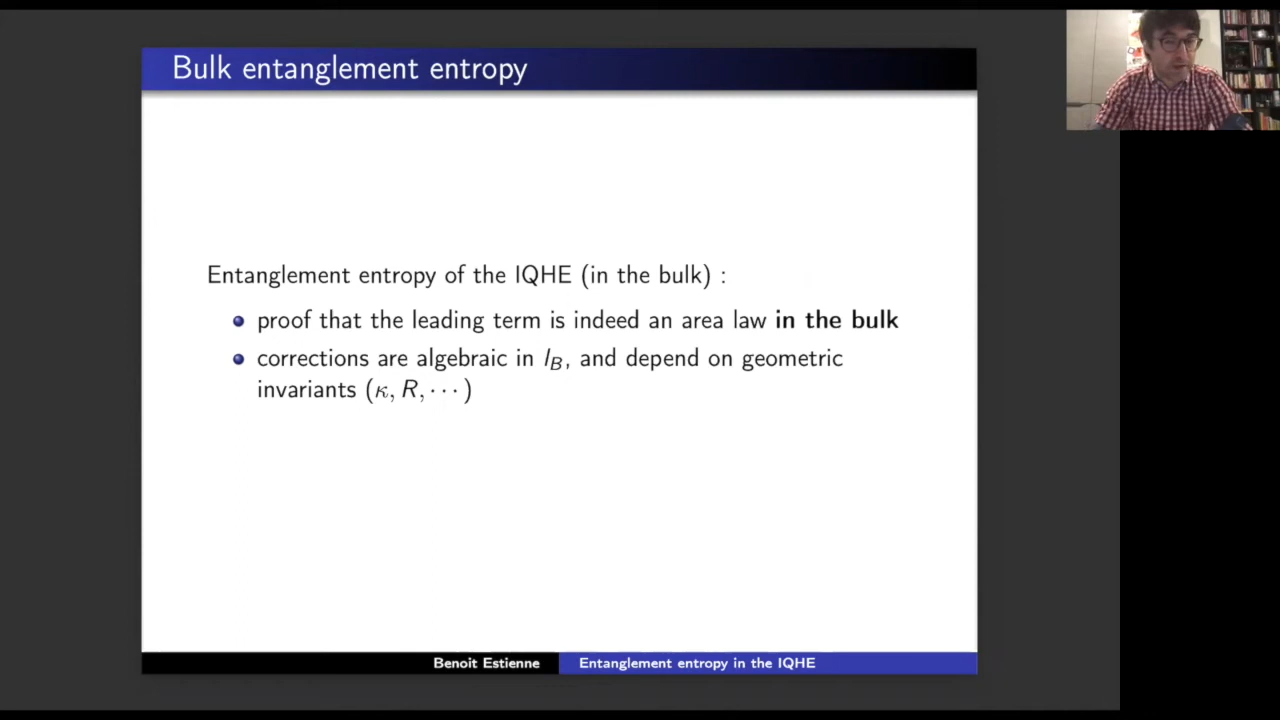 Bulk entanglement entropy
Entanglement entropy of the IQHE (in the bulk) :
proof that the leading term is indeed an area law in the bulk
corrections are algebraic in l_B, and depend on geometric
invariants (κ, R, ⋯)
Benoit Estienne
Entanglement entropy in the IQHE